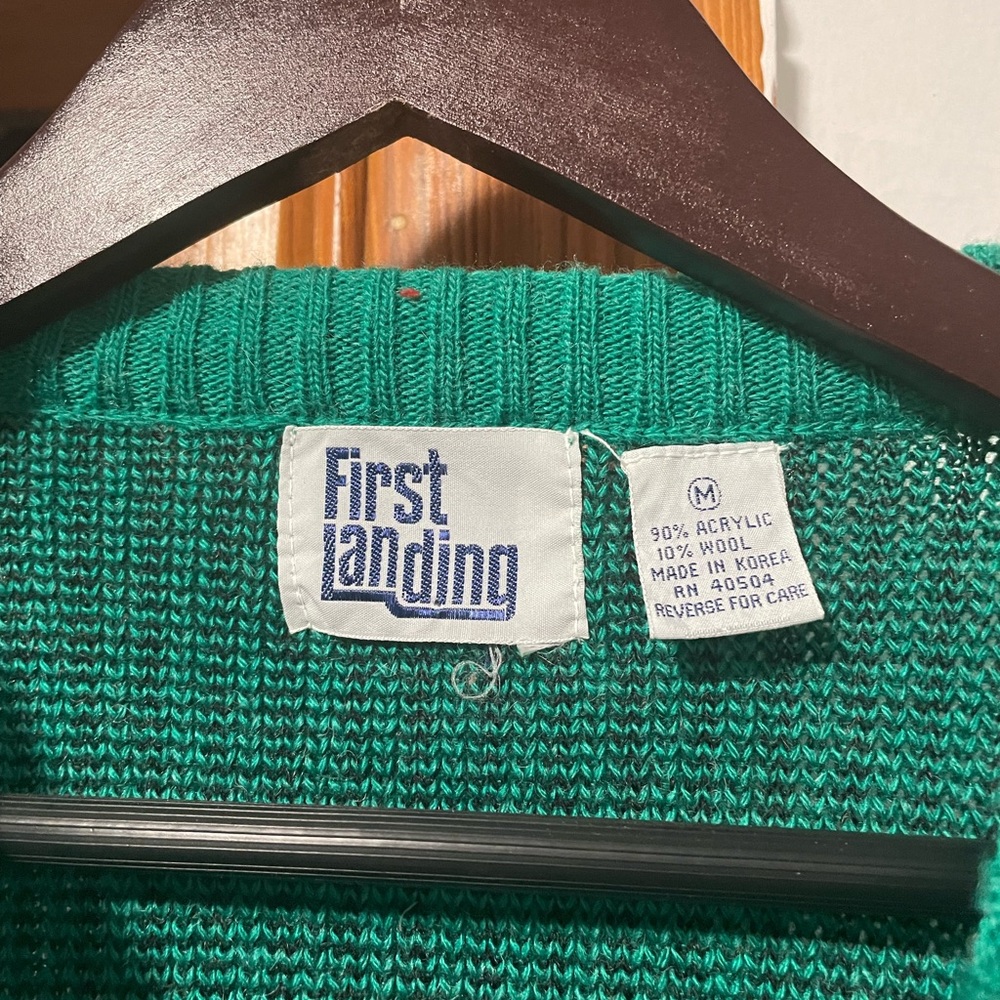 First
Landing
M
90% ACRYLIC
10% WOOL
MADE IN KOREA
RN 40504
REVERSE FOR CARE